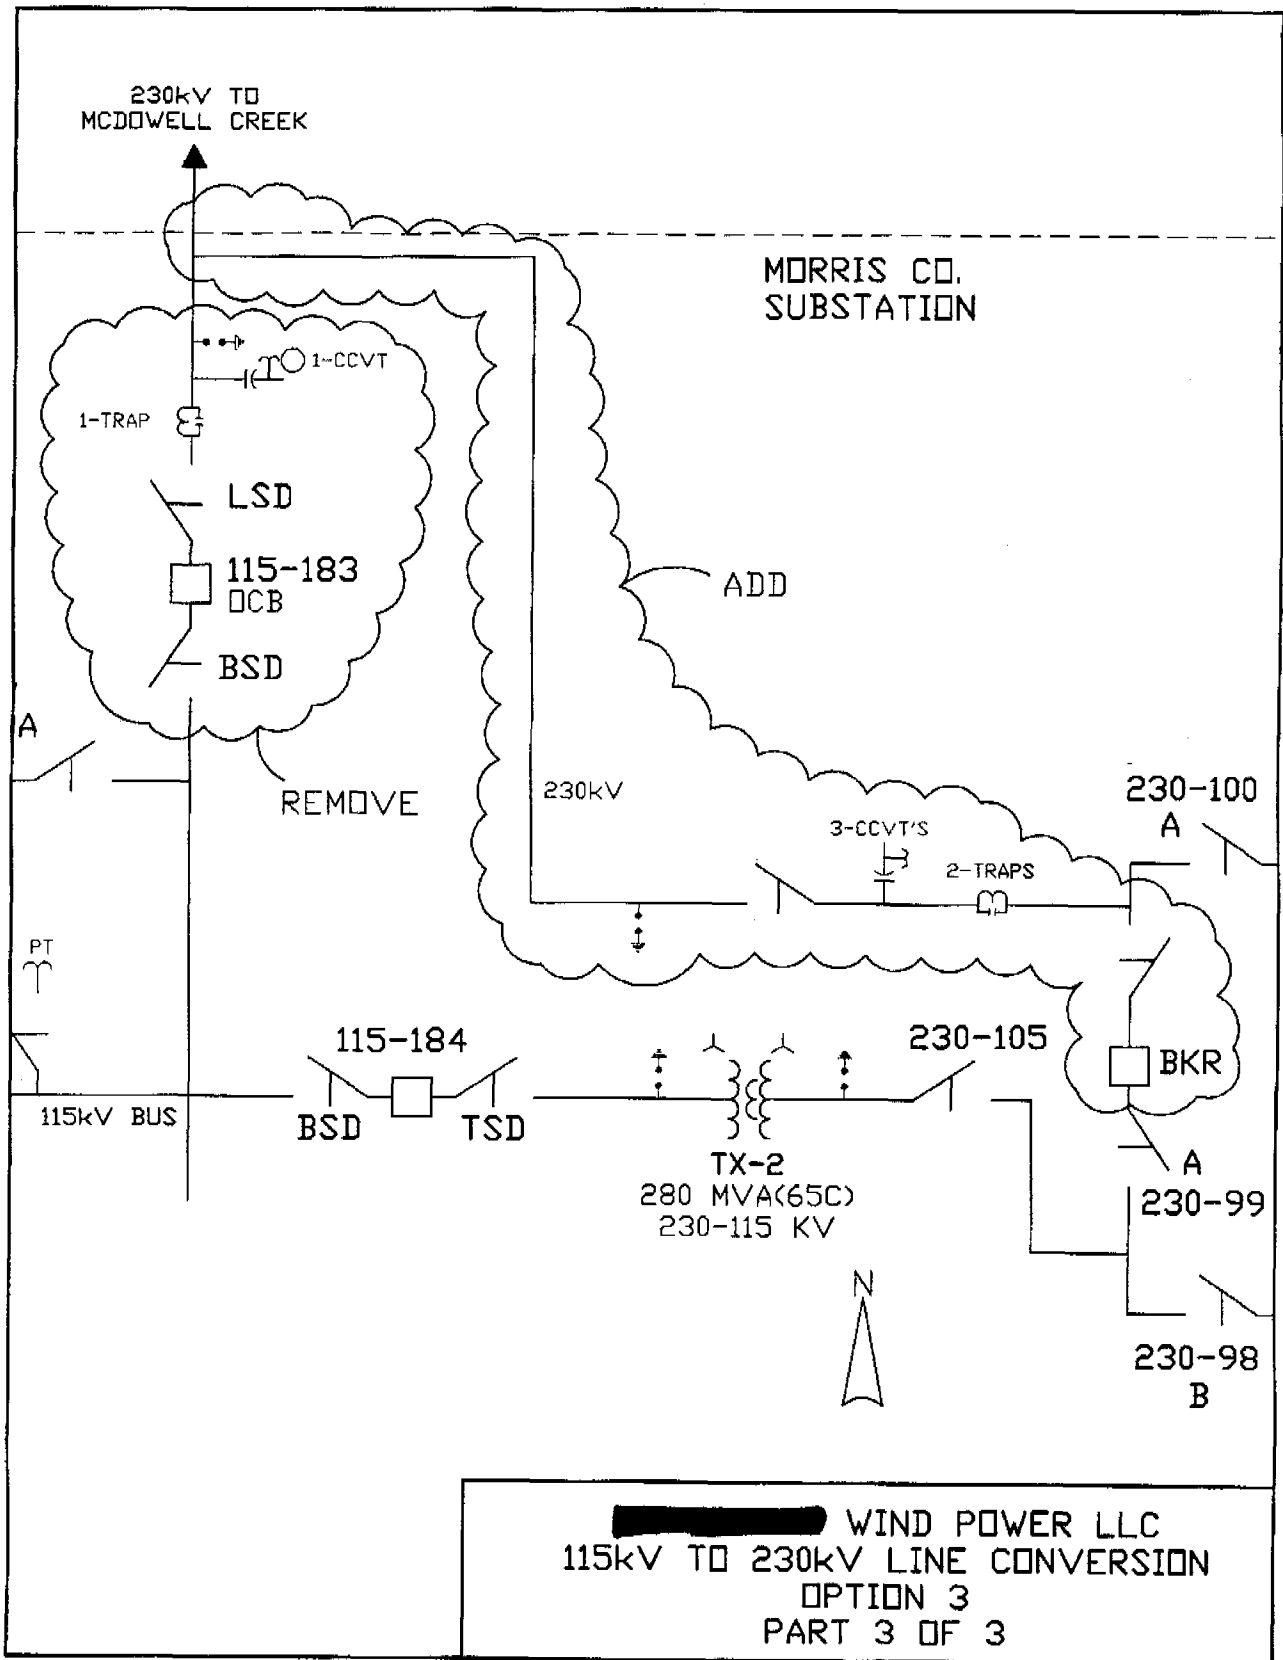 230kV TO
MCDOWELL CREEK
MORRIS CO.
SUBSTATION
1-CCVT
1-TRAP
LSD
115-183
OCB
ADD
BSD
A
REMOVE
230kV
230-100
A
3-CCVT'S
2-TRAPS
PT
115-184
230-105
BKR
115kV BUS
BSD
TSD
TX-2
280 MVA(65C)
230-115 KV
A
230-99
N
230-98
B
WIND POWER LLC
115kV TO 230kV LINE CONVERSION
OPTION 3
PART 3 OF 3